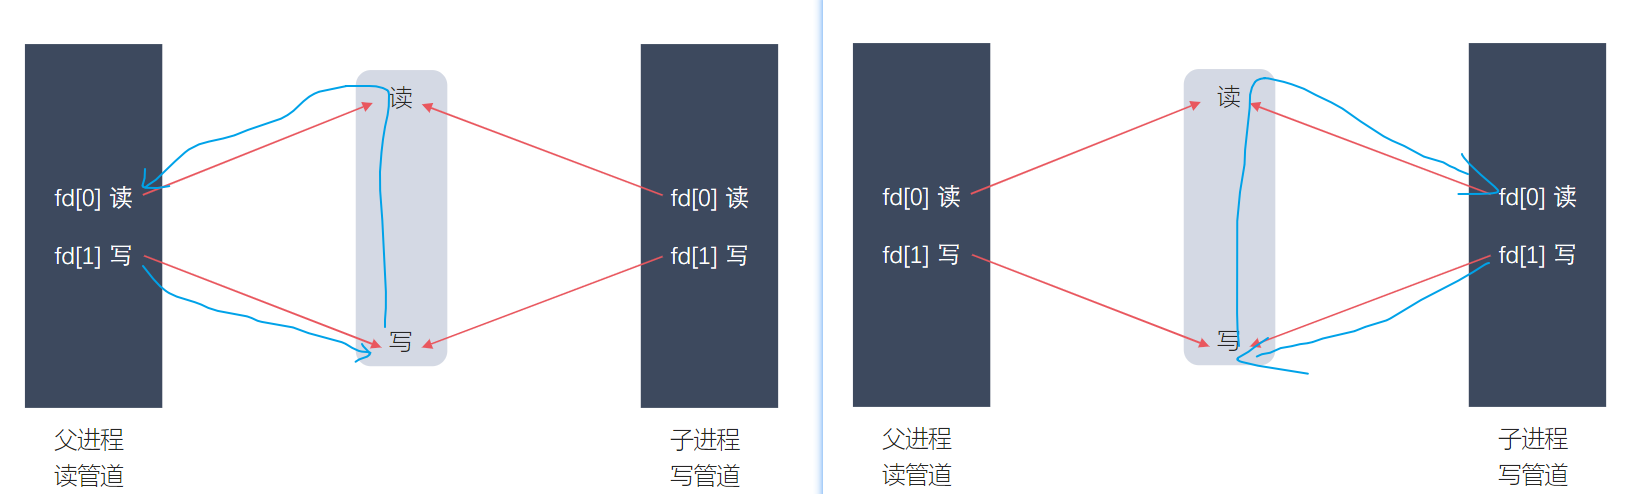 读
fd[0] 读
fd[1] 写
写
fd[0] 读
fd[1] 写
父进程
读管道
子进程
写管道
读
fd[0] 读
fd[1] 写
写
fd[0] 读
fd[1] 写
父进程
读管道
子进程
写管道